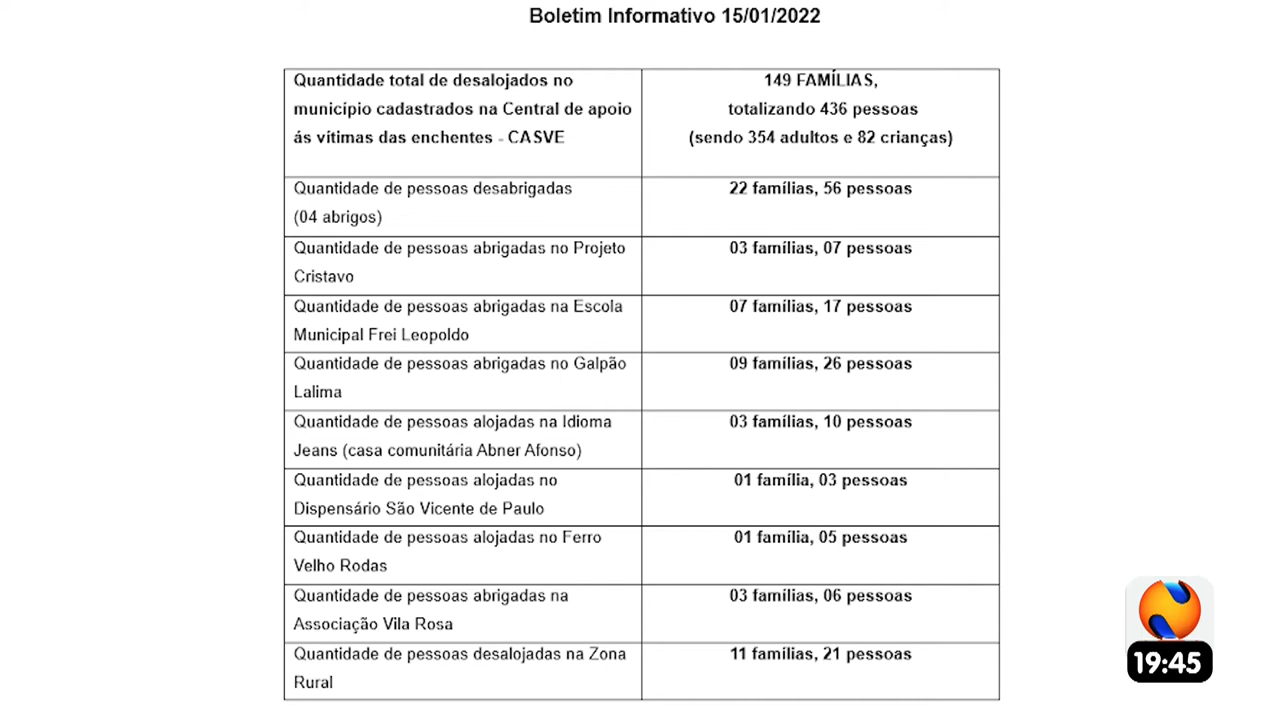 Boletim Informativo 15/01/2022
Quantidade total de desalojados no
município cadastrados na Central de apoio
ás vítimas das enchentes - CASVE
149 FAMÍLIAS,
totalizando 436 pessoas
(sendo 354 adultos e 82 crianças)
Quantidade de pessoas desabrigadas
(04 abrigos)
22 famílias, 56 pessoas
Quantidade de pessoas abrigadas no Projeto
Cristavo
03 famílias, 07 pessoas
Quantidade de pessoas abrigadas na Escola
Municipal Frei Leopoldo
07 famílias, 17 pessoas
Quantidade de pessoas abrigadas no Galpão
Lalima
09 famílias, 26 pessoas
Quantidade de pessoas alojadas na Idioma
Jeans (casa comunitária Abner Afonso)
03 famílias, 10 pessoas
Quantidade de pessoas alojadas no
Dispensário São Vicente de Paulo
01 família, 03 pessoas
Quantidade de pessoas alojadas no Ferro
Velho Rodas
01 família, 05 pessoas
Quantidade de pessoas abrigadas na
Associação Vila Rosa
03 famílias, 06 pessoas
Quantidade de pessoas desalojadas na Zona
Rural
11 famílias, 21 pessoas
19:45